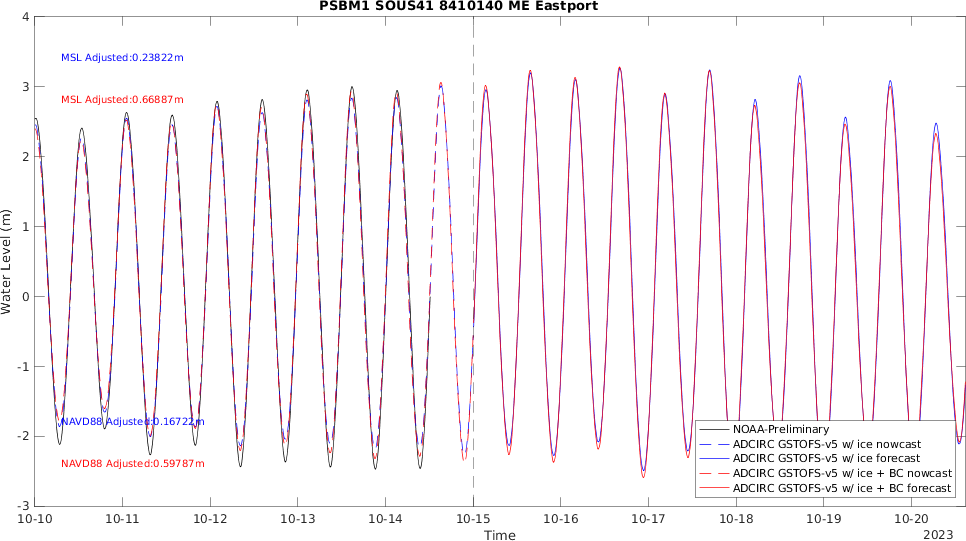 PSBM1 SOUS41 8410140 ME Eastport
4
3
2
1
0
-1
-2
-3
Water Level (m)
MSL Adjusted:0.23822m
MSL Adjusted:0.66887m
NAVD88 Adjusted:0.16722m
NAVD88 Adjusted:0.59787m
NOAA-Preliminary
ADCIRC GSTOFS-v5 w/ ice nowcast
ADCIRC GSTOFS-v5 w/ ice forecast
ADCIRC GSTOFS-v5 w/ ice + BC nowcast
ADCIRC GSTOFS-v5 w/ ice + BC forecast
10-10 10-11 10-12 10-13 10-14 10-15 10-16 10-17 10-18 10-19 10-20
Time
2023